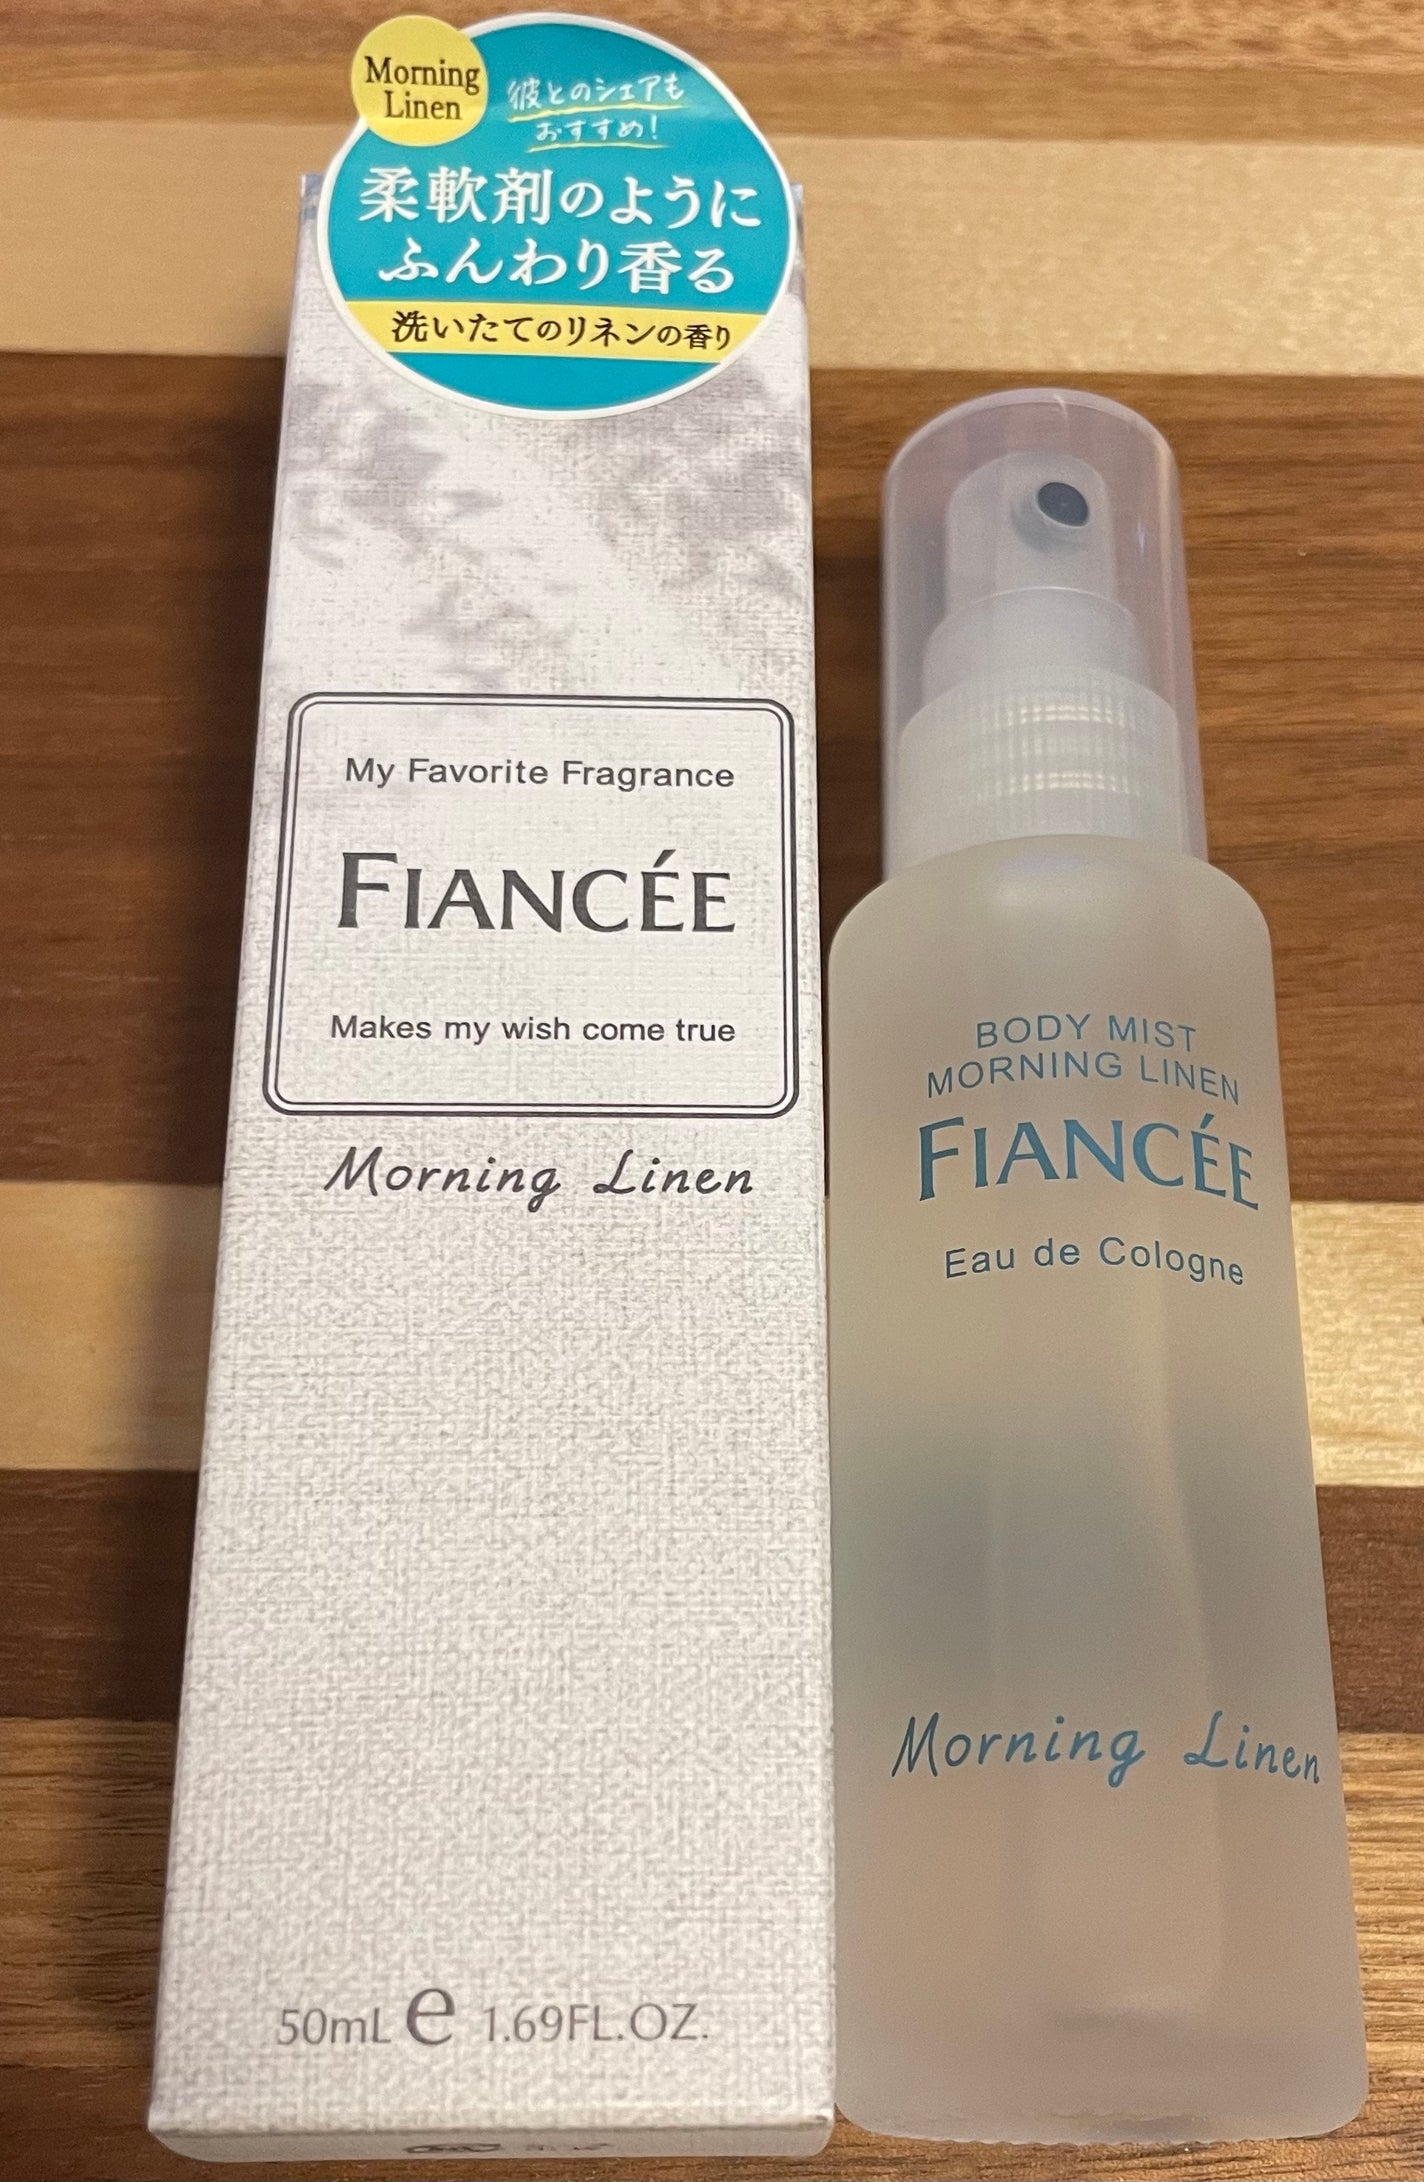 Morning
Linen
彼とのシェアも
おすすめ!
柔軟剤のように
ふんわり香る
洗いたてのリネンの香り
My Favorite Fragrance
FIANCÉE
Makes my wish come true
Morning Linen
50mL e 1.69FL.OZ.
BODY MIST
MORNING LINEN
FIANCÉE
Eau de Cologne
Morning Linen